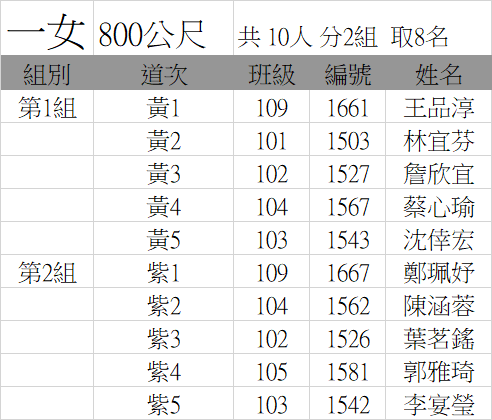 一女 800公尺 共 10人 分2組 取8名
組別 道次 班級 編號 姓名
第1組 黃1 109 1661 王品淳
黃2 101 1503 林宜芬
黃3 102 1527 詹欣宜
黃4 104 1567 蔡心瑜
黃5 103 1543 沈倖宏
第2組 紫1 109 1667 鄭珮妤
紫2 104 1562 陳涵蓉
紫3 102 1526 葉茗鎐
紫4 105 1581 郭雅琦
紫5 103 1542 李宴瑩